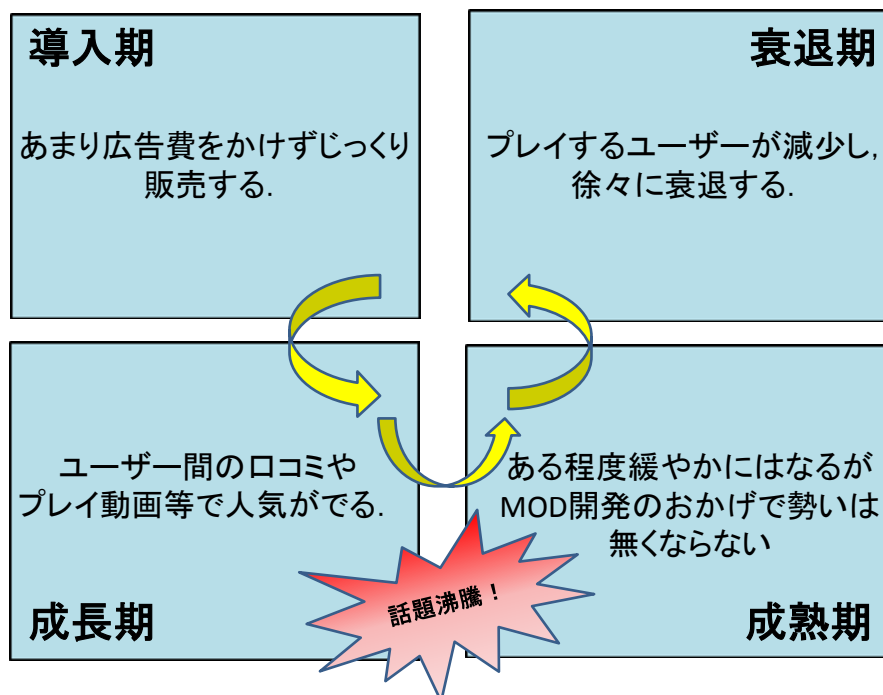 導入期
あまり広告費をかけずじっくり
販売する.
衰退期
プレイするユーザーが減少し,
徐々に衰退する.
ユーザー間の口コミや
プレイ動画等で人気がでる.
成長期
ある程度緩やかにはなるが
MOD開発のおかげで勢いは
無くならない
成熟期
話題沸騰！